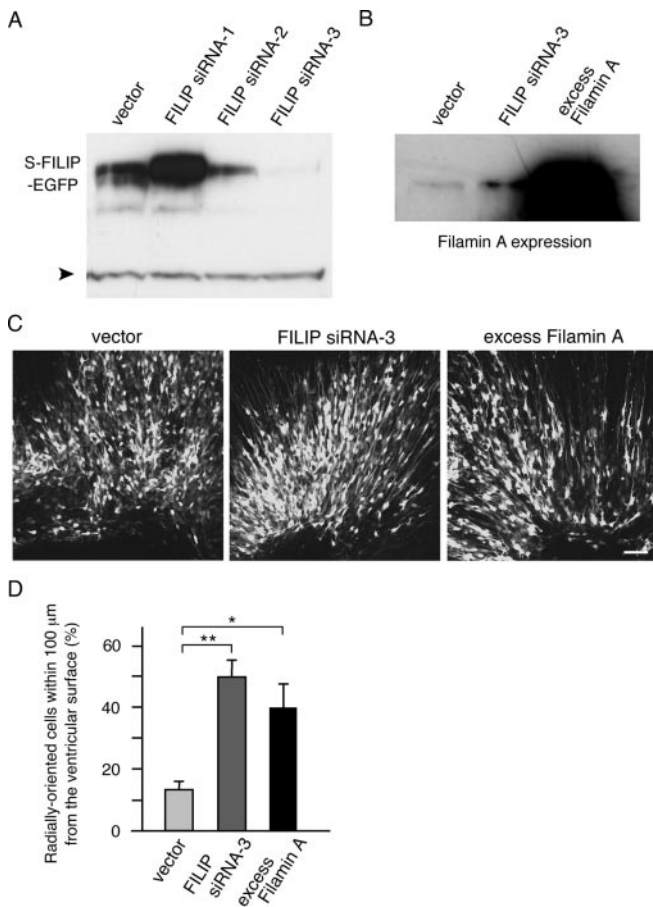 A
vector
FILIP siRNA-1
FILIP siRNA-2
FILIP siRNA-3
S-FILIP
-EGFP
B
vector
FILIP siRNA-3
excess
Filamin A
Filamin A expression
C
vector
FILIP siRNA-3
excess Filamin A
D
Radially-oriented cells within 100 μm
from the ventricular surface (%)
60
40
20
0
*
**
vector
FILIP
siRNA-3
excess
Filamin A